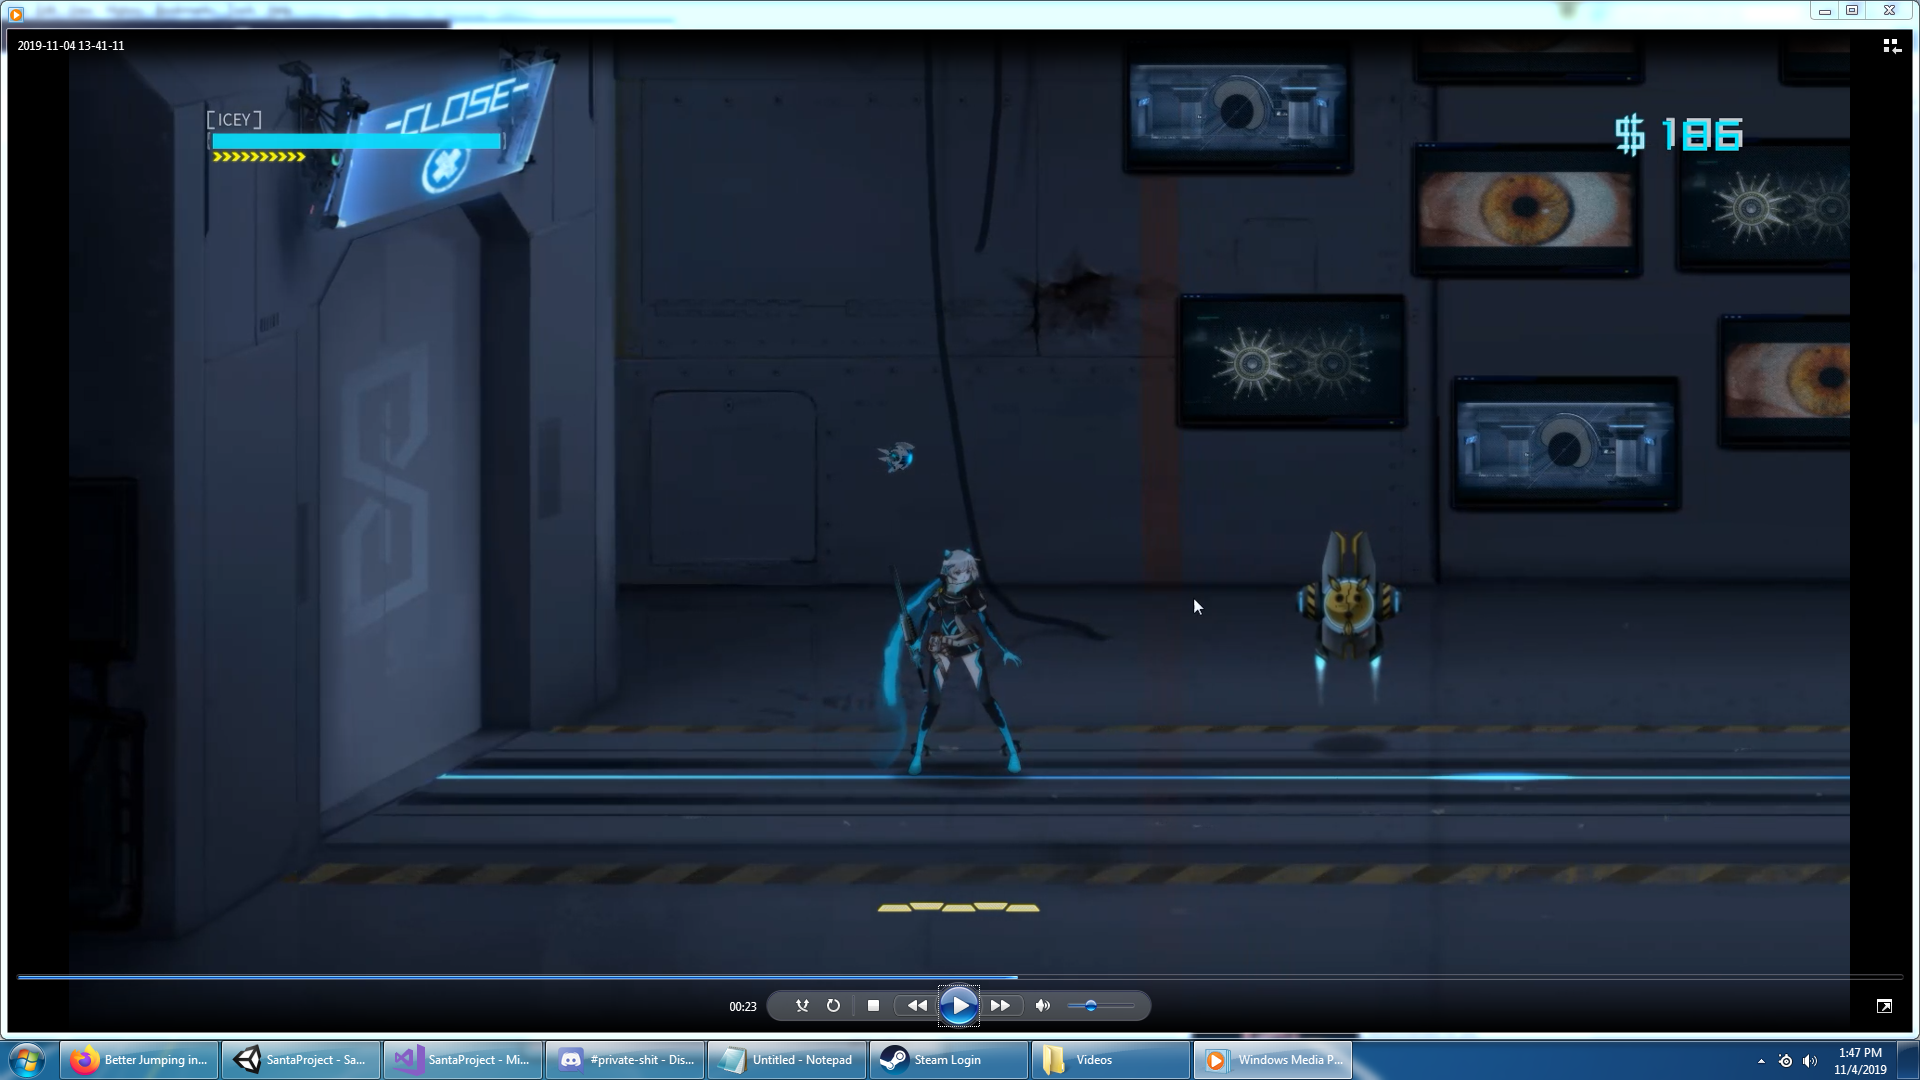 2019-11-04 13-41-11
[ICEY]
-CLOSE-
$ 186
00:23
Better Jumping in...
SantaProject - Sa...
SantaProject - Mi...
#private-shit - Dis...
Untitled - Notepad
Steam Login
Videos
Windows Media P...
1:47 PM
11/4/2019